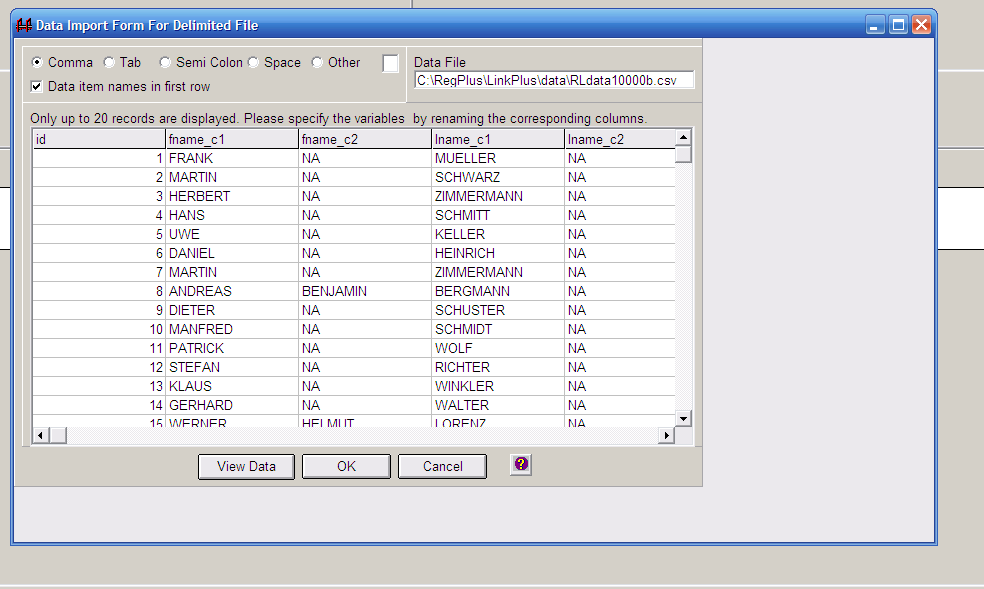 Data Import Form For Delimited File
Comma Tab Semi Colon Space Other
Data File
C:\RegPlus\LinkPlus\data\RLdata10000b.csv
Data item names in first row
Only up to 20 records are displayed. Please specify the variables by renaming the corresponding columns.
id fname_c1 fname_c2 lname_c1 lname_c2
1 FRANK NA MUELLER NA
2 MARTIN NA SCHWARZ NA
3 HERBERT NA ZIMMERMANN NA
4 HANS NA SCHMITT NA
5 UWE NA KELLER NA
6 DANIEL NA HEINRICH NA
7 MARTIN NA ZIMMERMANN NA
8 ANDREAS BENJAMIN BERGMANN NA
9 DIETER NA SCHUSTER NA
10 MANFRED NA SCHMIDT NA
11 PATRICK NA WOLF NA
12 STEFAN NA RICHTER NA
13 KLAUS NA WINKLER NA
14 GERHARD NA WALTER NA
15 WERNER HELMUT LORENZ NA
View Data OK Cancel ?